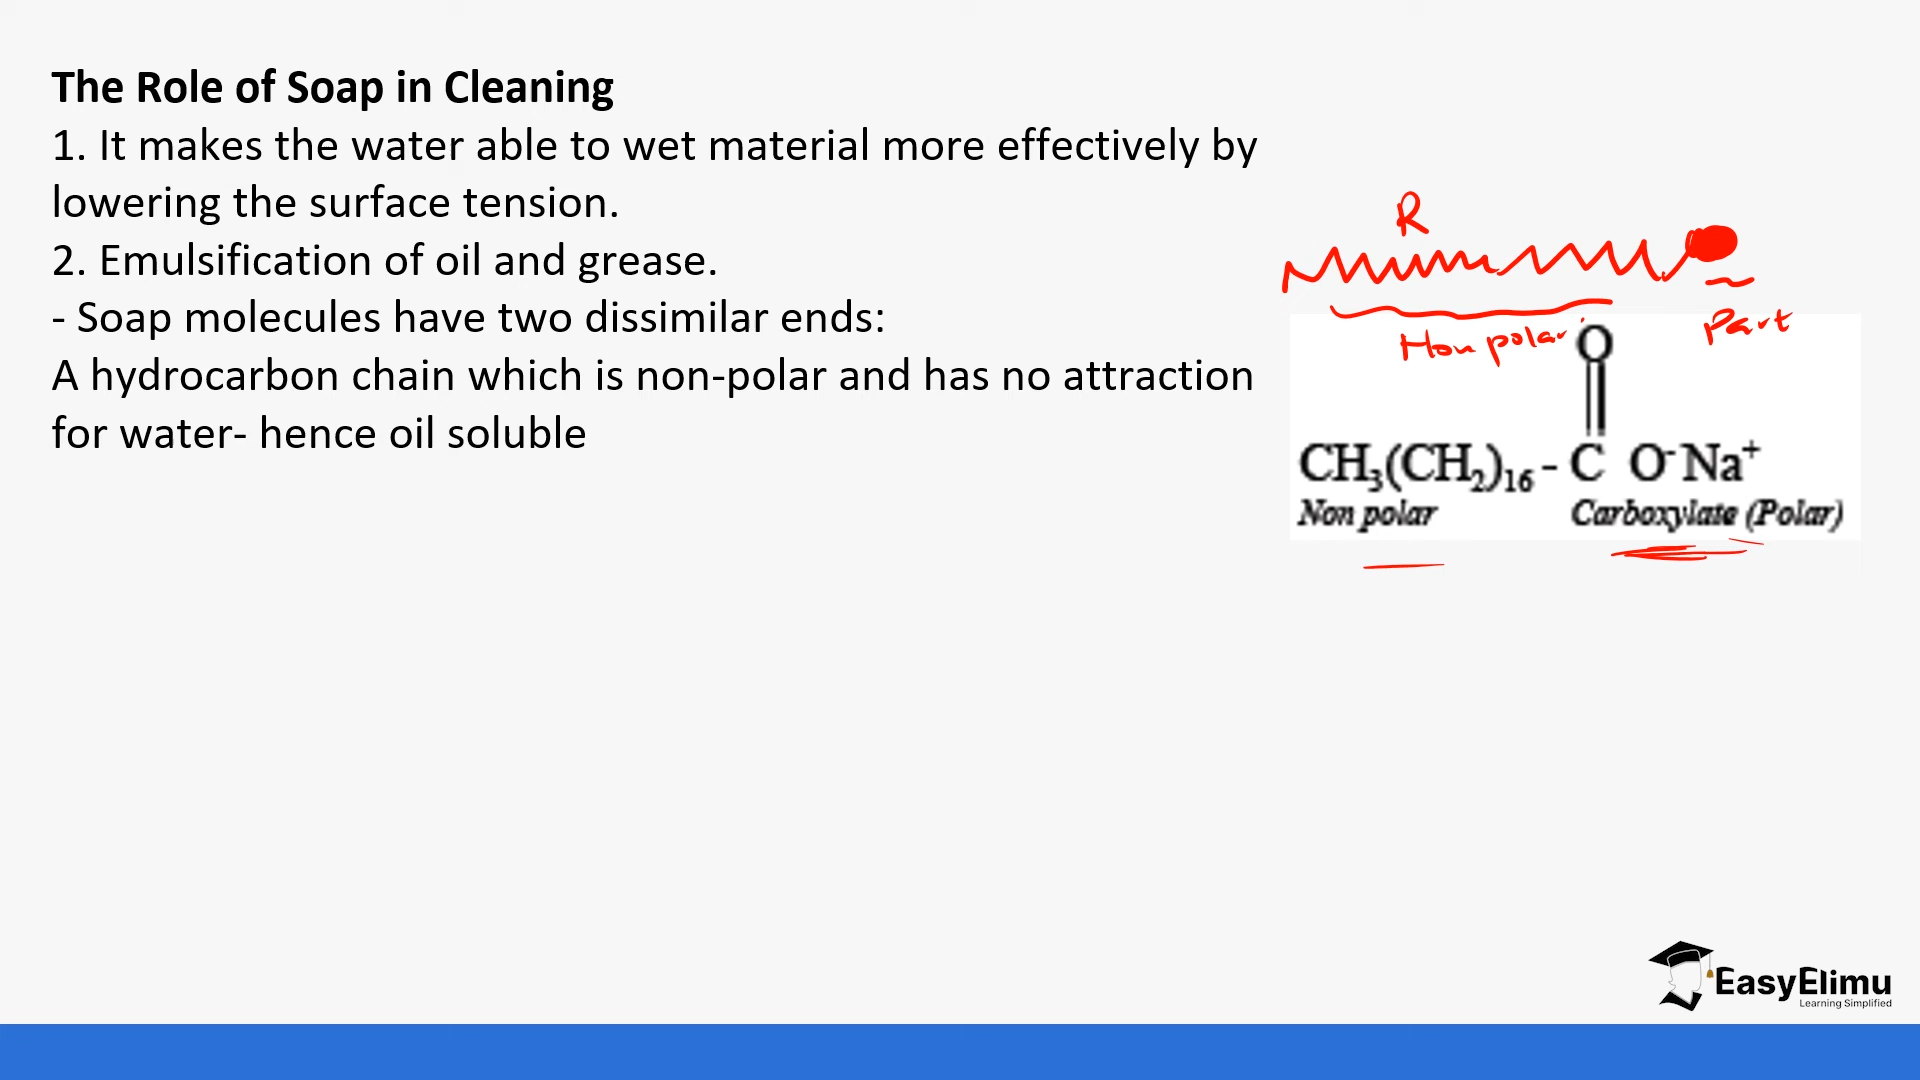 The Role of Soap in Cleaning
1. It makes the water able to wet material more effectively by
lowering the surface tension.
2. Emulsification of oil and grease.
- Soap molecules have two dissimilar ends:
A hydrocarbon chain which is non-polar and has no attraction
for water- hence oil soluble
R
Non polar
Part
O
CH₃(CH₂)₁₆ - C O⁻Na⁺
Non polar Carboxylate (Polar)
EasyElimu
Learning Simplified